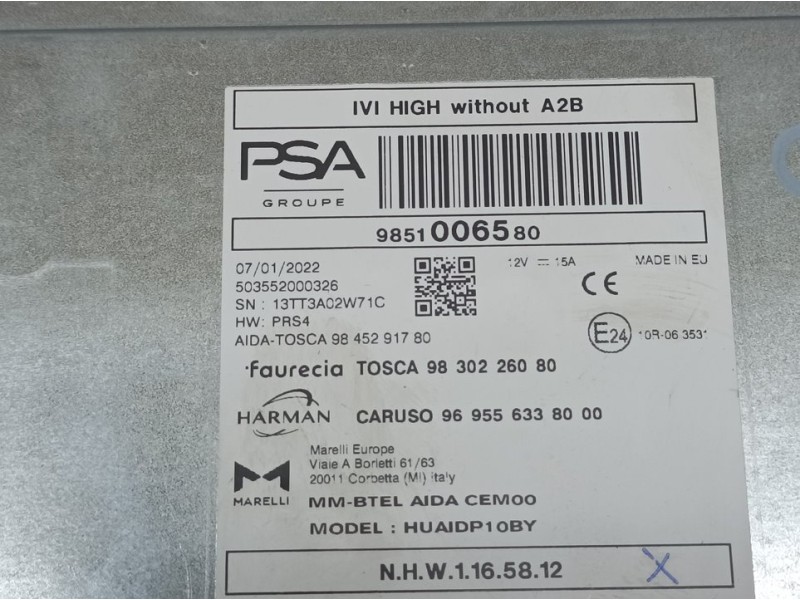 IVI HIGH without A2B
PSA
GROUPE
9851006580
07/01/2022
503552000326
SN : 13TT3A02W71C
HW: PRS4
AIDA-TOSCA 98 452 917 80
12V ⎓ 15A
MADE IN EU
CE
E24
10R-06 3531
faurecia TOSCA 98 302 260 80
HARMAN CARUSO 96 955 633 80 00
Marelli Europe
Viale A Borletti 61/63
20011 Corbetta (MI) Italy
MARELLI
MM-BTEL AIDA CEM00
MODEL : HUAIDP10BY
N.H.W.1.16.58.12 X